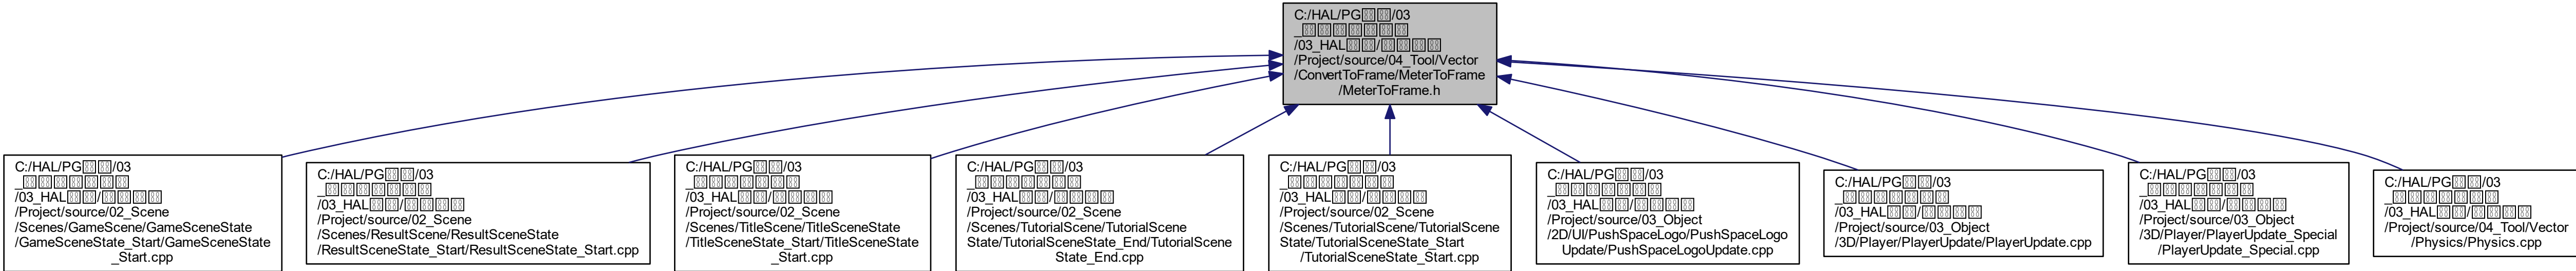 C:/HAL/PG/03
_
/03_HAL/
/Project/source/04_Tool/Vector
/ConvertToFrame/MeterToFrame
/MeterToFrame.h
C:/HAL/PG/03
_
/03_HAL/
/Project/source/02_Scene
/Scenes/GameScene/GameSceneState
/GameSceneState_Start/GameSceneState
_Start.cpp
C:/HAL/PG/03
_
/03_HAL/
/Project/source/02_Scene
/Scenes/ResultScene/ResultSceneState
/ResultSceneState_Start/ResultSceneState_Start.cpp
C:/HAL/PG/03
_
/03_HAL/
/Project/source/02_Scene
/Scenes/TitleScene/TitleSceneState
/TitleSceneState_Start/TitleSceneState
_Start.cpp
C:/HAL/PG/03
_
/03_HAL/
/Project/source/02_Scene
/Scenes/TutorialScene/TutorialScene
State/TutorialSceneState_End/TutorialScene
State_End.cpp
C:/HAL/PG/03
_
/03_HAL/
/Project/source/02_Scene
/Scenes/TutorialScene/TutorialScene
State/TutorialSceneState_Start
/TutorialSceneState_Start.cpp
C:/HAL/PG/03
_
/03_HAL/
/Project/source/03_Object
/2D/UI/PushSpaceLogo/PushSpaceLogo
Update/PushSpaceLogoUpdate.cpp
C:/HAL/PG/03
_
/03_HAL/
/Project/source/03_Object
/3D/Player/PlayerUpdate/PlayerUpdate.cpp
C:/HAL/PG/03
_
/03_HAL/
/Project/source/03_Object
/3D/Player/PlayerUpdate_Special
/PlayerUpdate_Special.cpp
C:/HAL/PG/03
_
/03_HAL/
/Project/source/04_Tool/Vector
/Physics/Physics.cpp